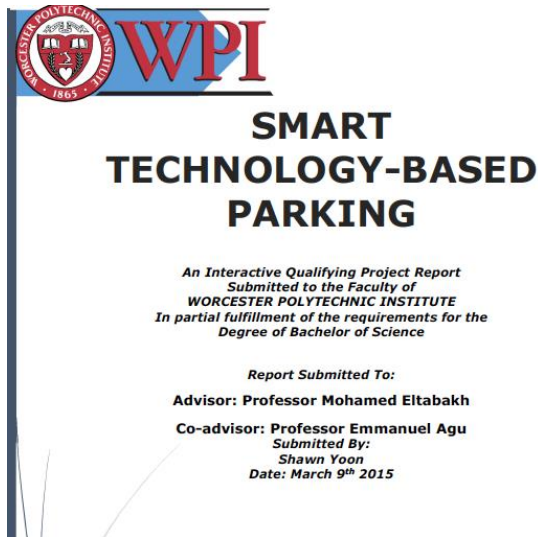 WORCESTER POLYTECHNIC INSTITUTE
1865
WPI
SMART
TECHNOLOGY-BASED
PARKING
An Interactive Qualifying Project Report
Submitted to the Faculty of
WORCESTER POLYTECHNIC INSTITUTE
In partial fulfillment of the requirements for the
Degree of Bachelor of Science
Report Submitted To:
Advisor: Professor Mohamed Eltabakh
Co-advisor: Professor Emmanuel Agu
Submitted By:
Shawn Yoon
Date: March 9th 2015